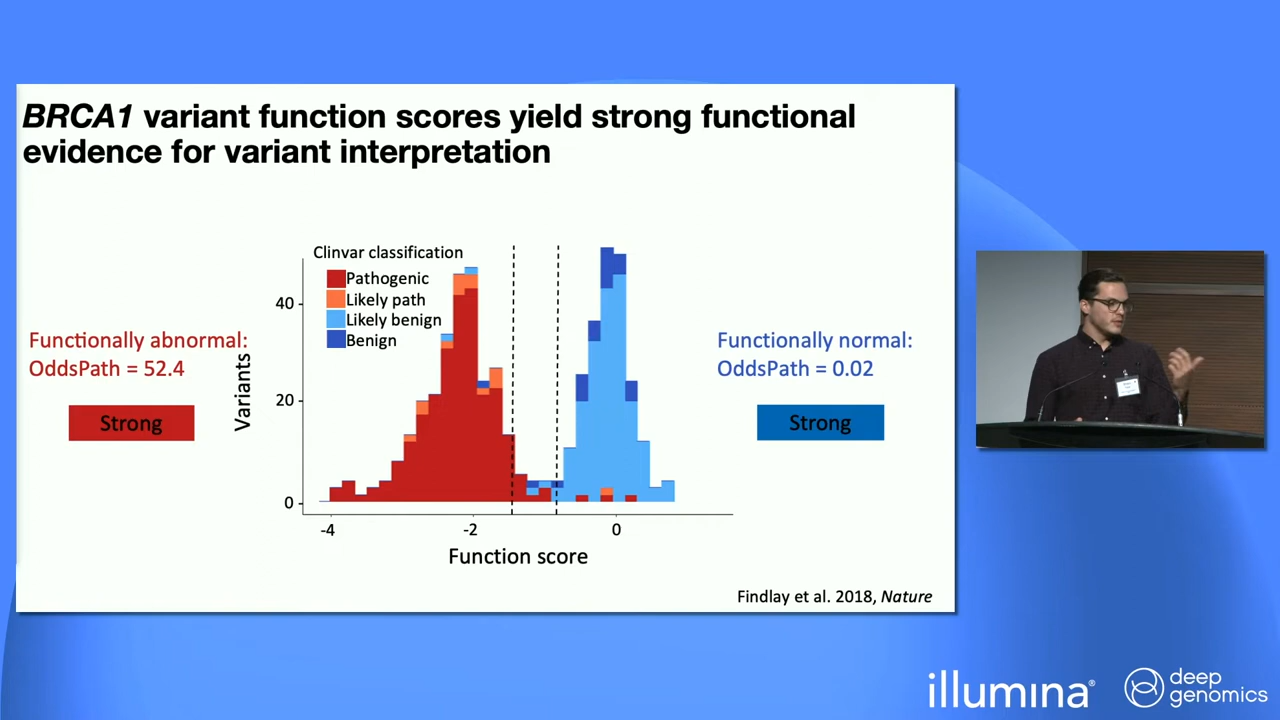 BRCA1 variant function scores yield strong functional
evidence for variant interpretation
Functionally abnormal:
OddsPath = 52.4
Strong
Clinvar classification
Pathogenic
Likely path
Likely benign
Benign
Variants
40
20
0
-4
-2
0
Function score
Functionally normal:
OddsPath = 0.02
Strong
Findlay et al. 2018, Nature
illumina®
deep
genomics